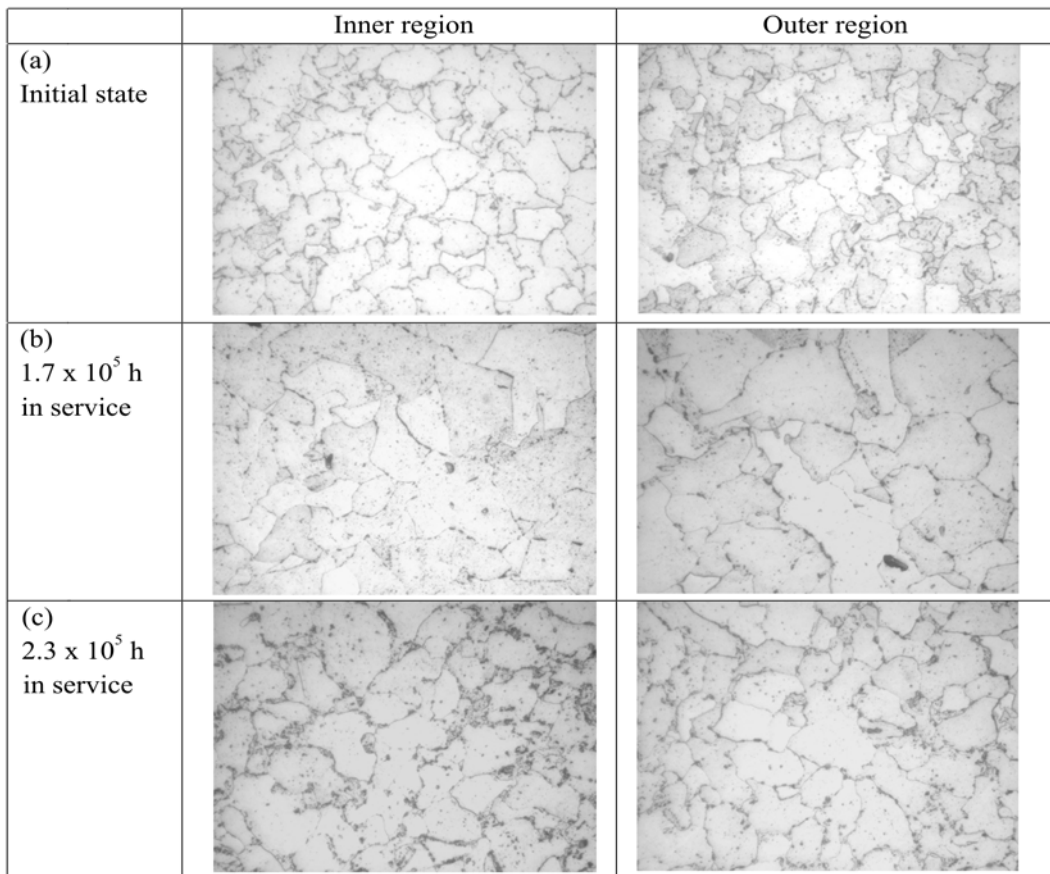 Inner region
Outer region
(a)
Initial state
(b)
1.7 x 10⁵ h
in service
(c)
2.3 x 10⁵ h
in service